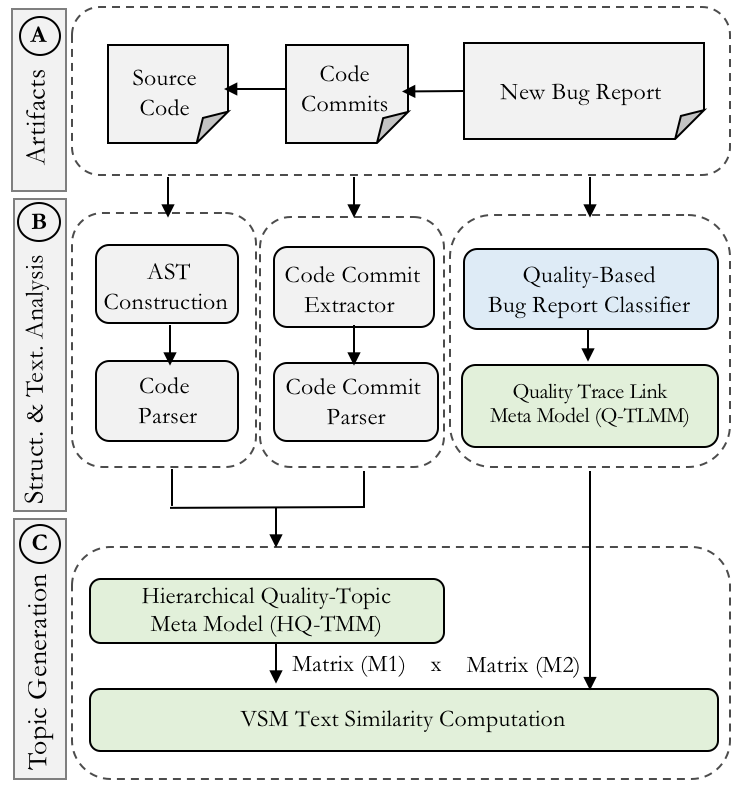 A
Artifacts
Source
Code
Code
Commits
New Bug Report
B
Struct. & Text. Analysis
AST
Construction
Code
Parser
Code Commit
Extractor
Code Commit
Parser
Quality-Based
Bug Report Classifier
Quality Trace Link
Meta Model (Q-TLMM)
C
Topic Generation
Hierarchical Quality-Topic
Meta Model (HQ-TMM)
Matrix (M1) x Matrix (M2)
VSM Text Similarity Computation